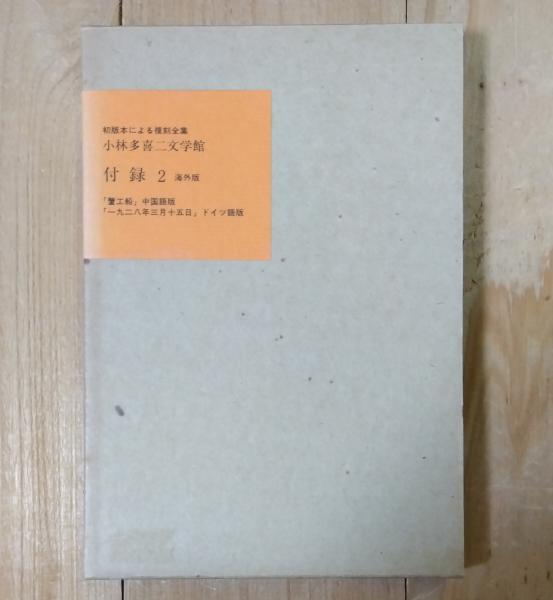 初版本による復刻全集
小林多喜二文学館
付録 2 海外版
「蟹工船」中国語版
「一九二八年三月十五日」ドイツ語版